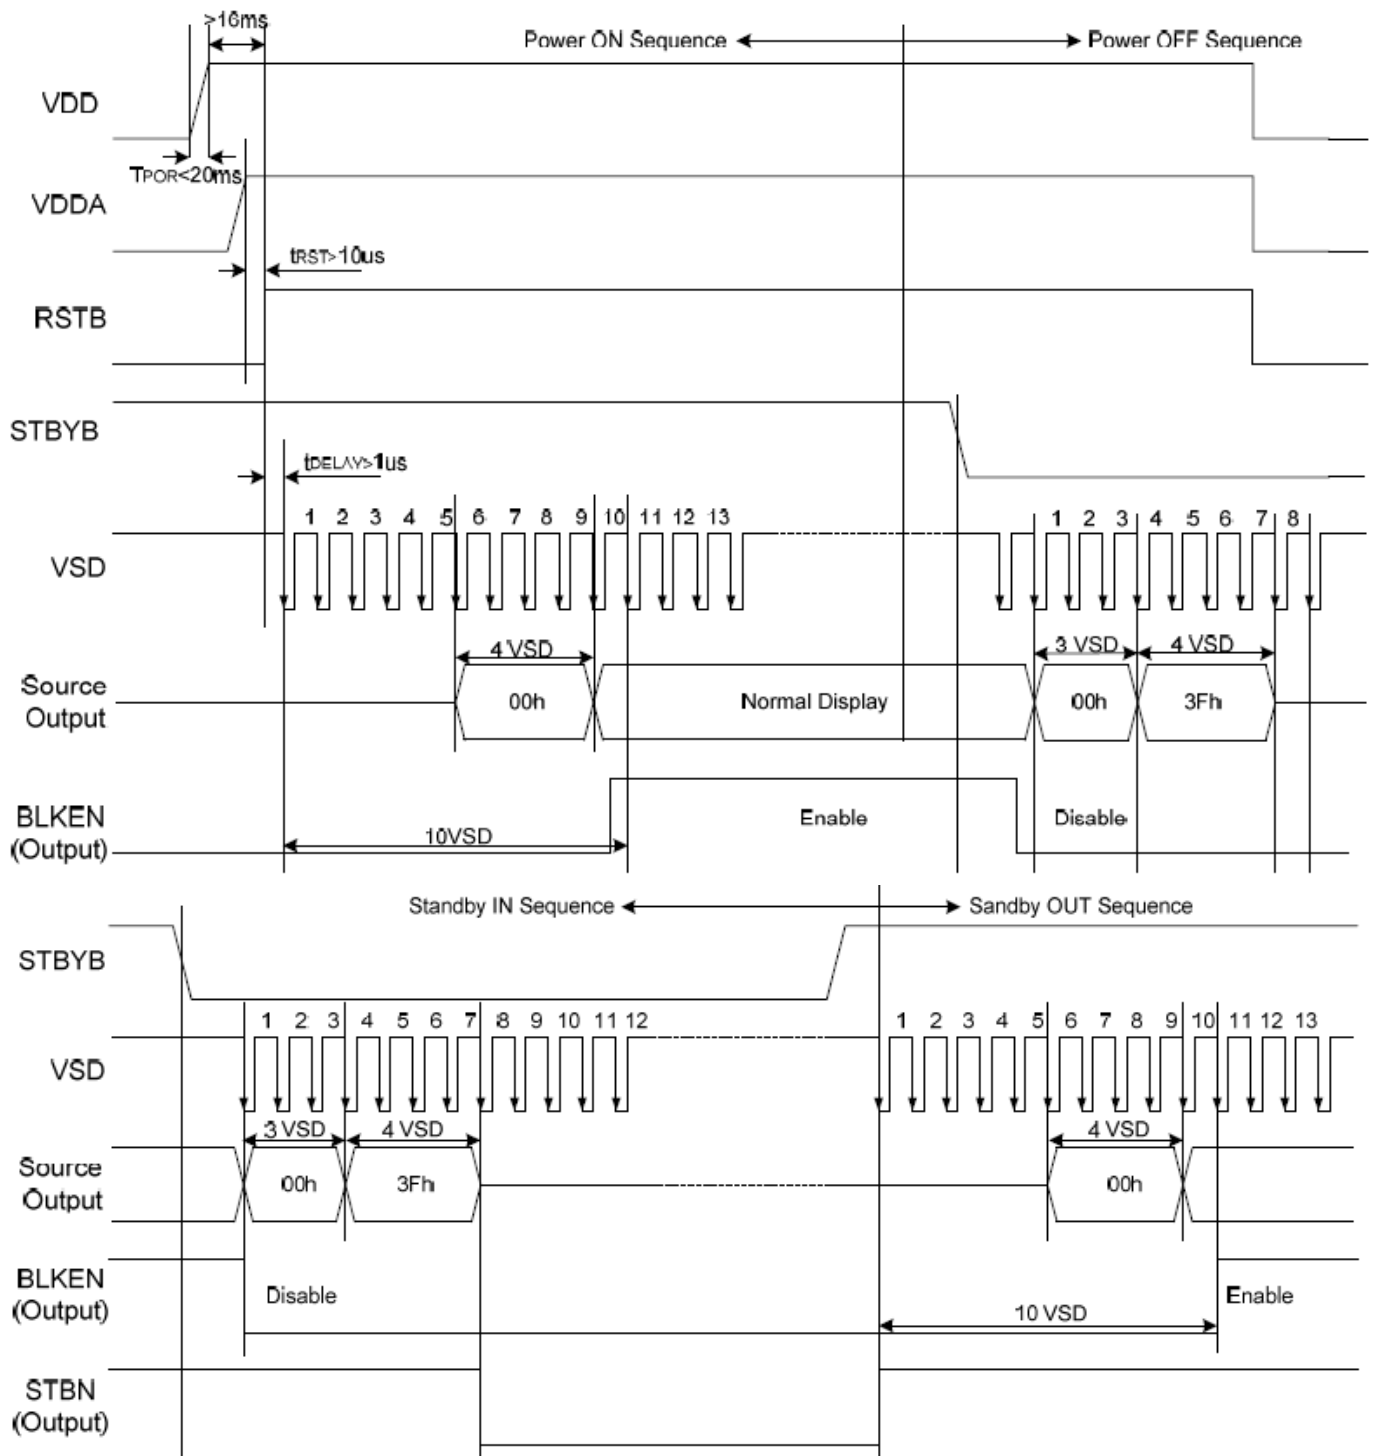 >16ms
Power ON Sequence
Power OFF Sequence
VDD
TPOR<20ms
VDDA
tRST>10us
RSTB
STBYB
tDELAY>1us
1 2 3 4 5 6 7 8 9 10 11 12 13
1 2 3 4 5 6 7 8
VSD
4 VSD
3 VSD
4 VSD
Source
Output
00h
Normal Display
00h
3Fh
BLKEN
(Output)
10VSD
Enable
Disable
Standby IN Sequence
Sandby OUT Sequence
STBYB
1 2 3 4 5 6 7 8 9 10 11 12
1 2 3 4 5 6 7 8 9 10 11 12 13
VSD
3 VSD
4 VSD
4 VSD
Source
Output
00h
3Fh
00h
BLKEN
(Output)
Disable
10 VSD
Enable
STBN
(Output)